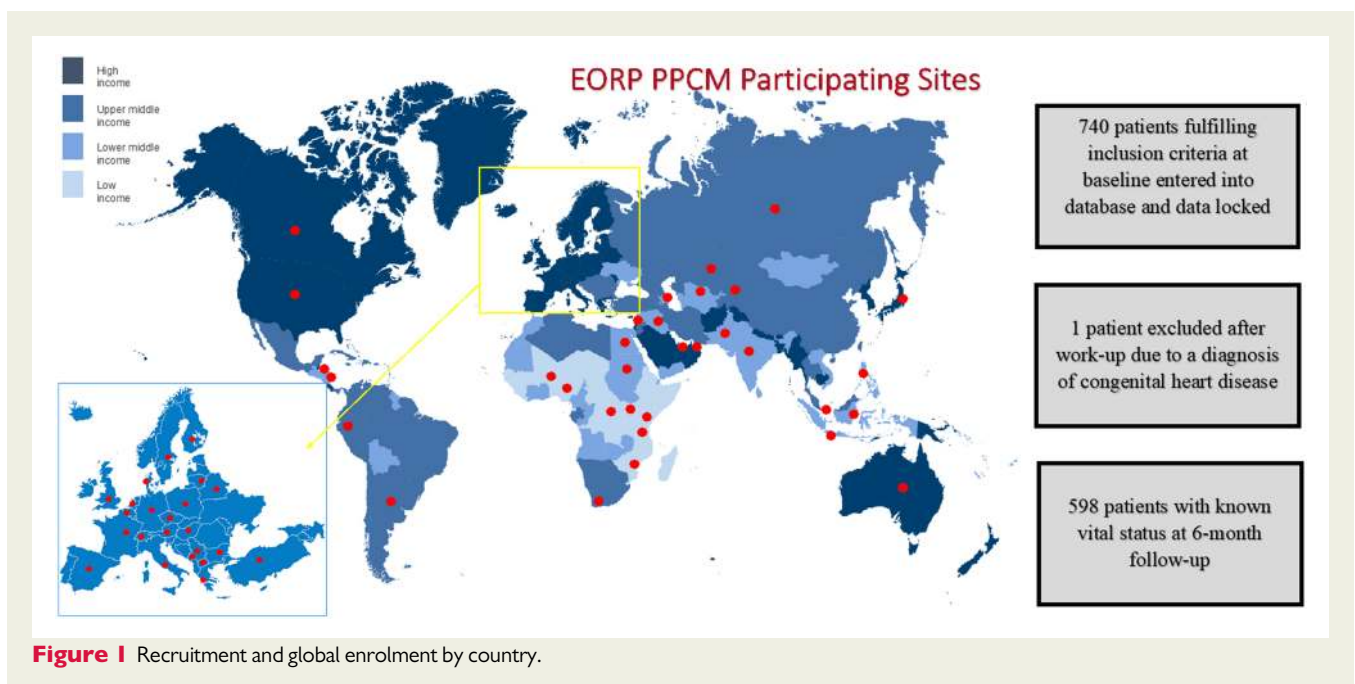 High
income
Upper middle
income
Lower middle
income
Low
income
EORP PPCM Participating Sites
740 patients fulfilling
inclusion criteria at
baseline entered into
database and data locked
1 patient excluded after
work-up due to a diagnosis
of congenital heart disease
598 patients with known
vital status at 6-month
follow-up
Figure 1 Recruitment and global enrolment by country.